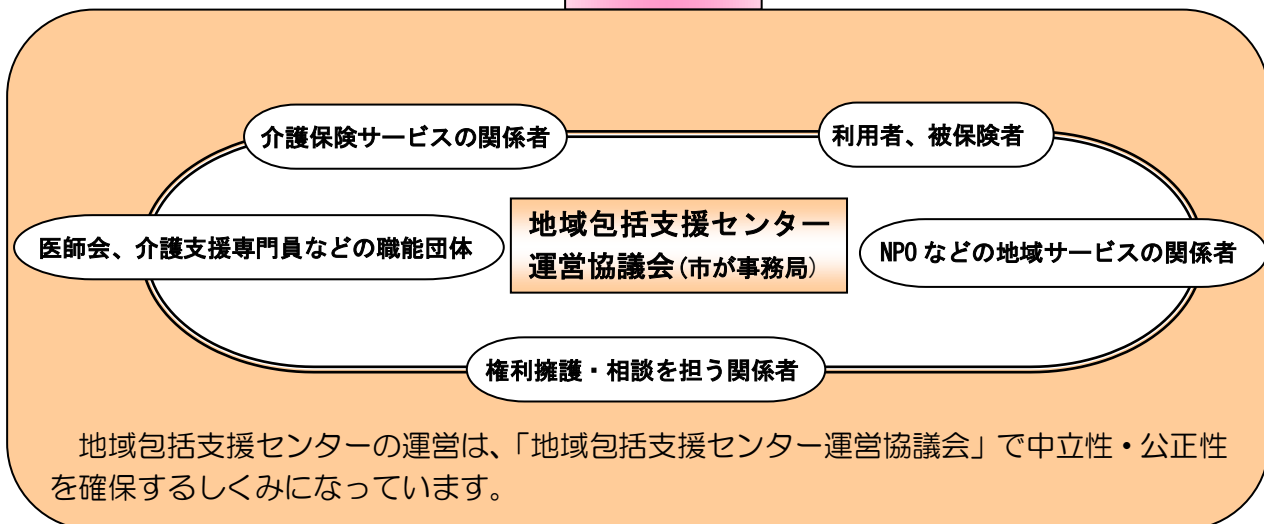 介護保険サービスの関係者
利用者、被保険者
医師会、介護支援専門員などの職能団体
地域包括支援センター
運営協議会(市が事務局)
NPOなどの地域サービスの関係者
権利擁護・相談を担う関係者
地域包括支援センターの運営は、「地域包括支援センター運営協議会」で中立性・公正性
を確保するしくみになっています。